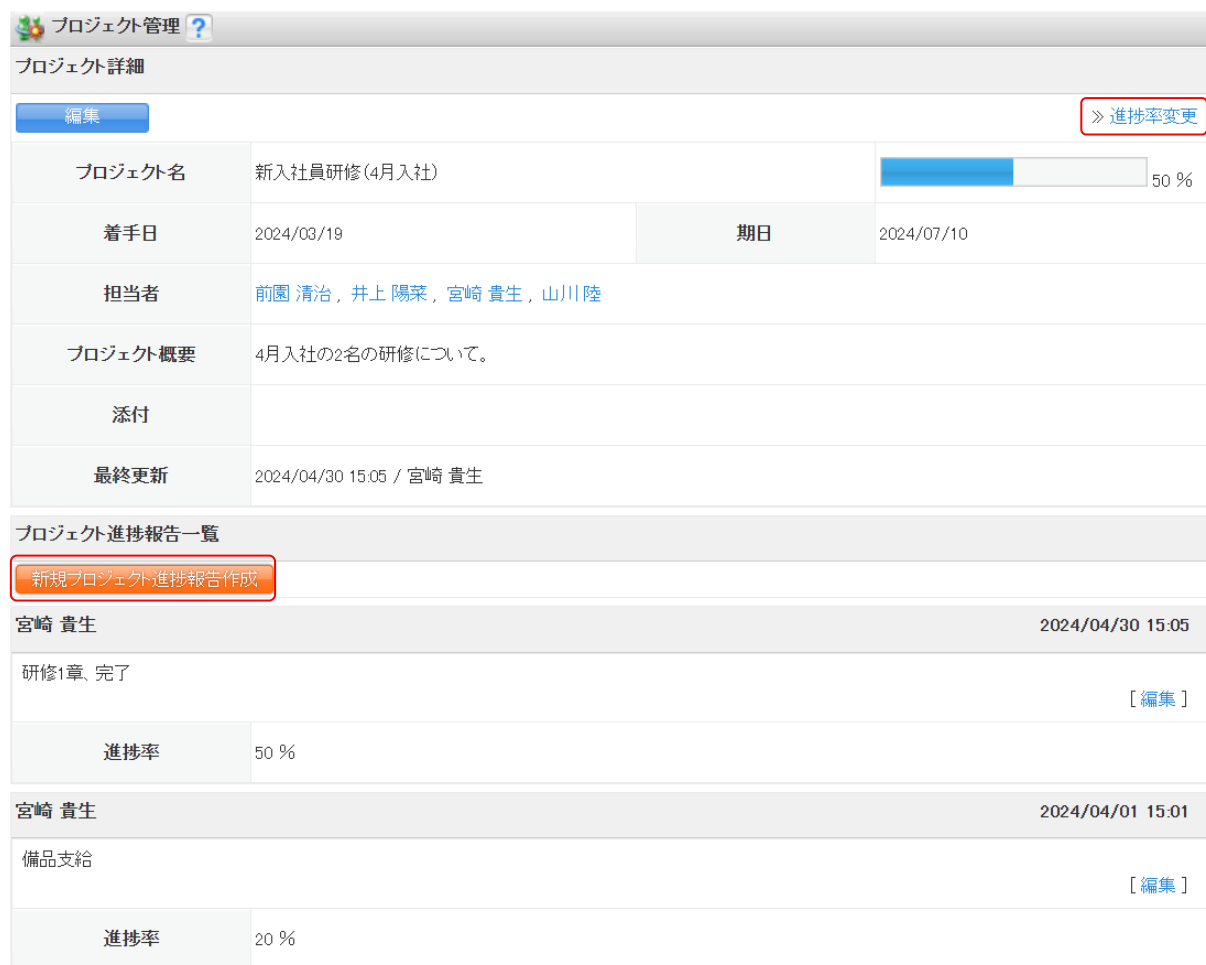 プロジェクト管理 ?
プロジェクト詳細
編集
≫ 進捗率変更
プロジェクト名 新入社員研修(4月入社) 50 %
着手日 2024/03/19 期日 2024/07/10
担当者 前園 清治 , 井上 陽菜 , 宮崎 貴生 , 山川 陸
プロジェクト概要 4月入社の2名の研修について。
添付
最終更新 2024/04/30 15:05 / 宮崎 貴生
プロジェクト進捗報告一覧
新規プロジェクト進捗報告作成
宮崎 貴生 2024/04/30 15:05
研修1章、完了
[ 編集 ]
進捗率 50 %
宮崎 貴生 2024/04/01 15:01
備品支給
[ 編集 ]
進捗率 20 %